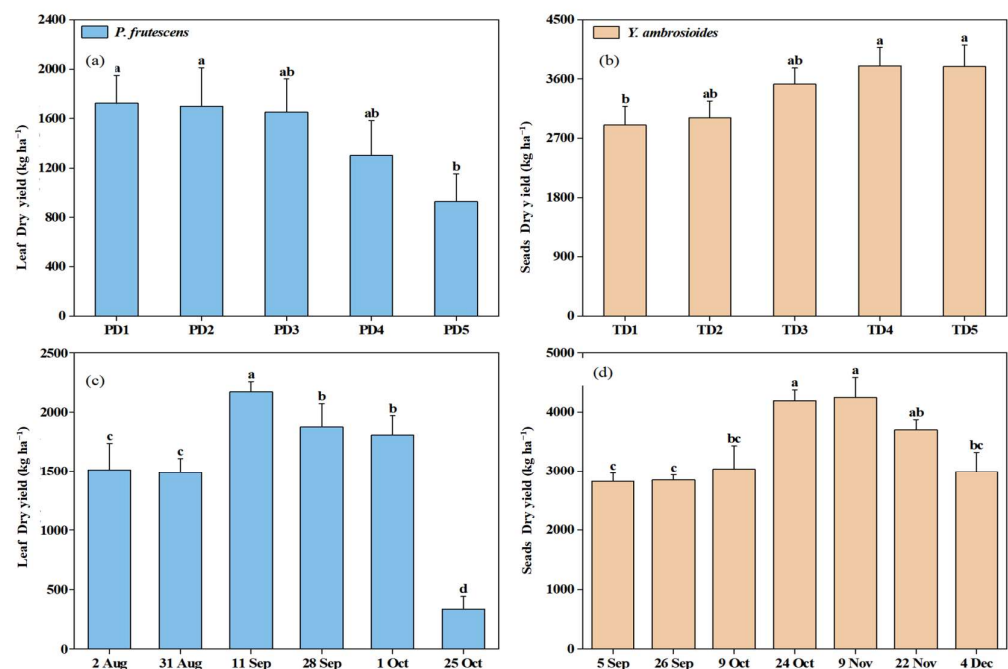 P. frutescens
(a)
Leaf Dry yield (kg ha⁻¹)
2400
2000
1600
1200
800
400
0
a
a
ab
ab
b
PD1 PD2 PD3 PD4 PD5
Y. ambrosioides
(b)
Seads Dry yield (kg ha⁻¹)
4500
3600
2700
1800
900
0
b
ab
ab
a
a
TD1 TD2 TD3 TD4 TD5
(c)
Leaf Dry yield (kg ha⁻¹)
2500
2000
1500
1000
500
0
c
c
a
b
b
d
2 Aug 31 Aug 11 Sep 28 Sep 1 Oct 25 Oct
(d)
Seads Dry yield (kg ha⁻¹)
5000
4000
3000
2000
1000
0
c
c
bc
a
a
ab
bc
5 Sep 26 Sep 9 Oct 24 Oct 9 Nov 22 Nov 4 Dec